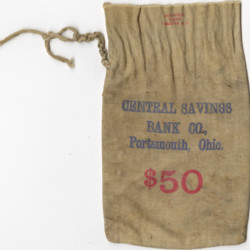 CENTRAL SAVINGS
BANK CO.,
Portsmouth, Ohio.
$50